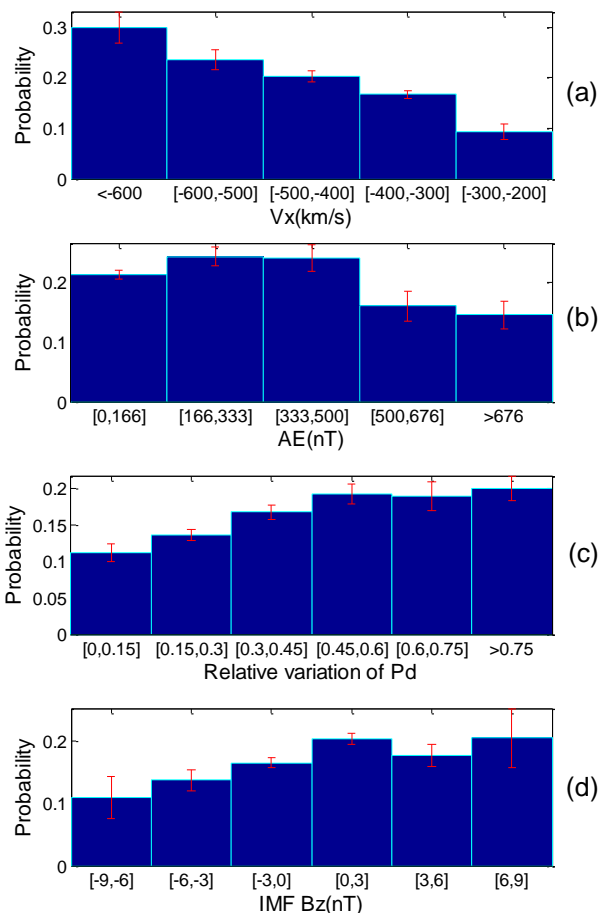 0.3
0.2
0.1
0
Probability
<-600 [-600,-500] [-500,-400] [-400,-300] [-300,-200]
Vx(km/s)
(a)
0.2
0.1
0
Probability
[0,166] [166,333] [333,500] [500,676] >676
AE(nT)
(b)
0.2
0.15
0.1
0.05
0
Probability
[0,0.15] [0.15,0.3] [0.3,0.45] [0.45,0.6] [0.6,0.75] >0.75
Relative variation of Pd
(c)
0.2
0.1
0
Probability
[-9,-6] [-6,-3] [-3,0] [0,3] [3,6] [6,9]
IMF Bz(nT)
(d)